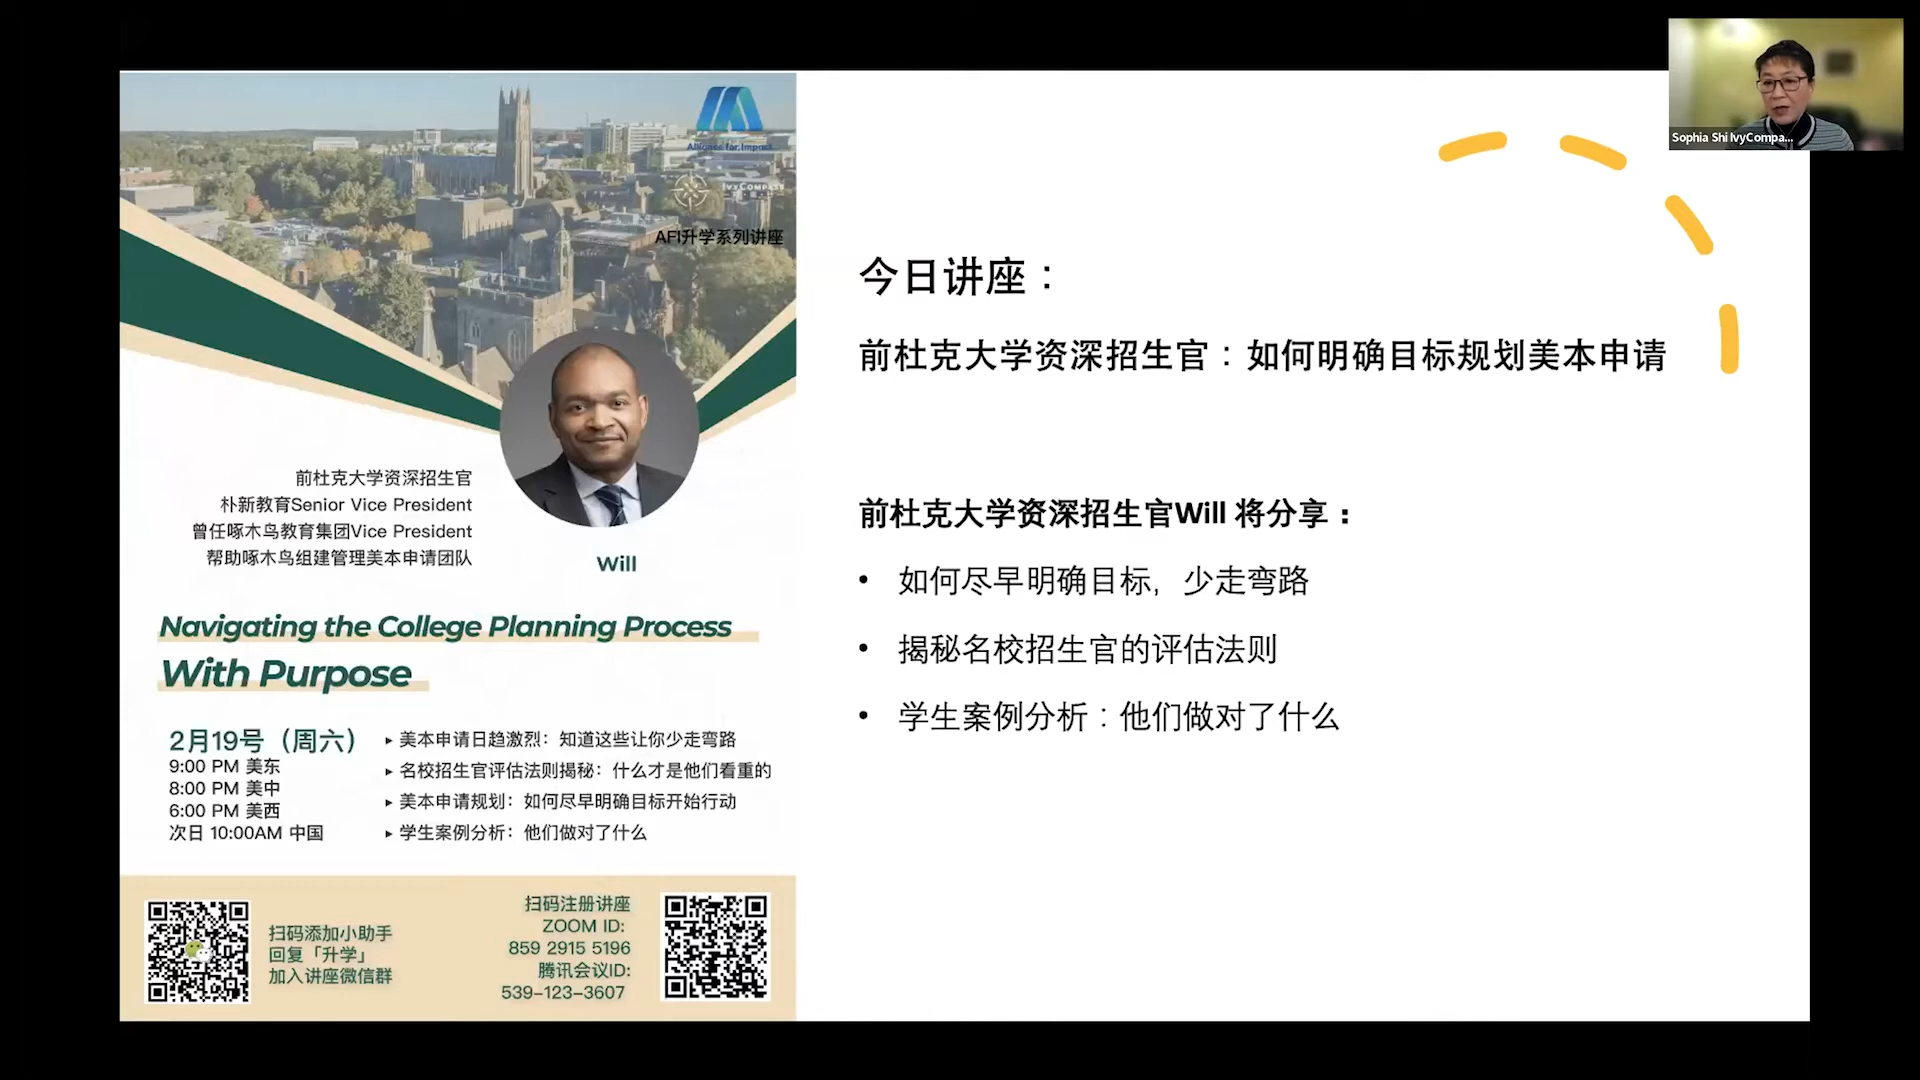 Alliance for Impact
IVYCOMPASS
AFI升学系列讲座
前杜克大学资深招生官
朴新教育Senior Vice President
曾任啄木鸟教育集团Vice President
帮助啄木鸟组建管理美本申请团队
Will
Navigating the College Planning Process
With Purpose
2月19号（周六）
9:00 PM 美东
8:00 PM 美中
6:00 PM 美西
次日 10:00AM 中国
▸ 美本申请日趋激烈：知道这些让你少走弯路
▸ 名校招生官评估法则揭秘：什么才是他们看重的
▸ 美本申请规划：如何尽早明确目标开始行动
▸ 学生案例分析：他们做对了什么
扫码添加小助手
回复「升学」
加入讲座微信群
扫码注册讲座
ZOOM ID:
859 2915 5196
腾讯会议ID:
539-123-3607
今日讲座：
前杜克大学资深招生官：如何明确目标规划美本申请
前杜克大学资深招生官Will 将分享：
• 如何尽早明确目标，少走弯路
• 揭秘名校招生官的评估法则
• 学生案例分析：他们做对了什么
Sophia Shi IvyCompa...